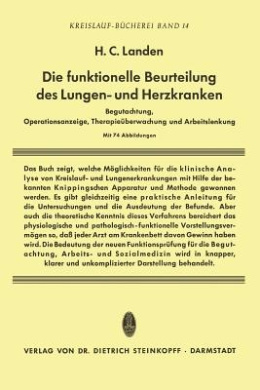 KREISLAUF-BÜCHEREI BAND 14
H. C. Landen
Die funktionelle Beurteilung
des Lungen- und Herzkranken
Begutachtung,
Operationsanzeige, Therapieüberwachung und Arbeitslenkung
Mit 74 Abbildungen
Das Buch zeigt, welche Möglichkeiten für die klinische Ana-
lyse von Kreislauf- und Lungenerkrankungen mit Hilfe der be-
kannten Knippingschen Apparatur und Methode gewonnen
werden. Es gibt gleichzeitig eine praktische Anleitung für
die Untersuchungen und die Ausdeutung der Befunde. Aber
auch die theoretische Kenntnis dieses Verfahrens bereichert das
physiologische und pathologisch-funktionelle Vorstellungsver-
mögen so, daß jeder Arzt am Krankenbett davon Gewinn haben
wird. Die Bedeutung der neuen Funktionsprüfung für die Begut-
achtung, Arbeits- und Sozialmedizin wird in knapper,
klarer und unkomplizierter Darstellung behandelt.
VERLAG VON DR. DIETRICH STEINKOPFF · DARMSTADT